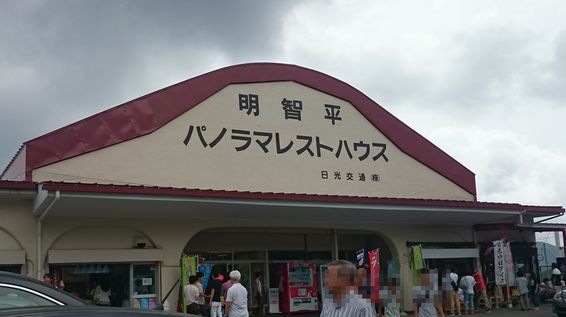 明智平
パノラマレストハウス
日光交通㈱